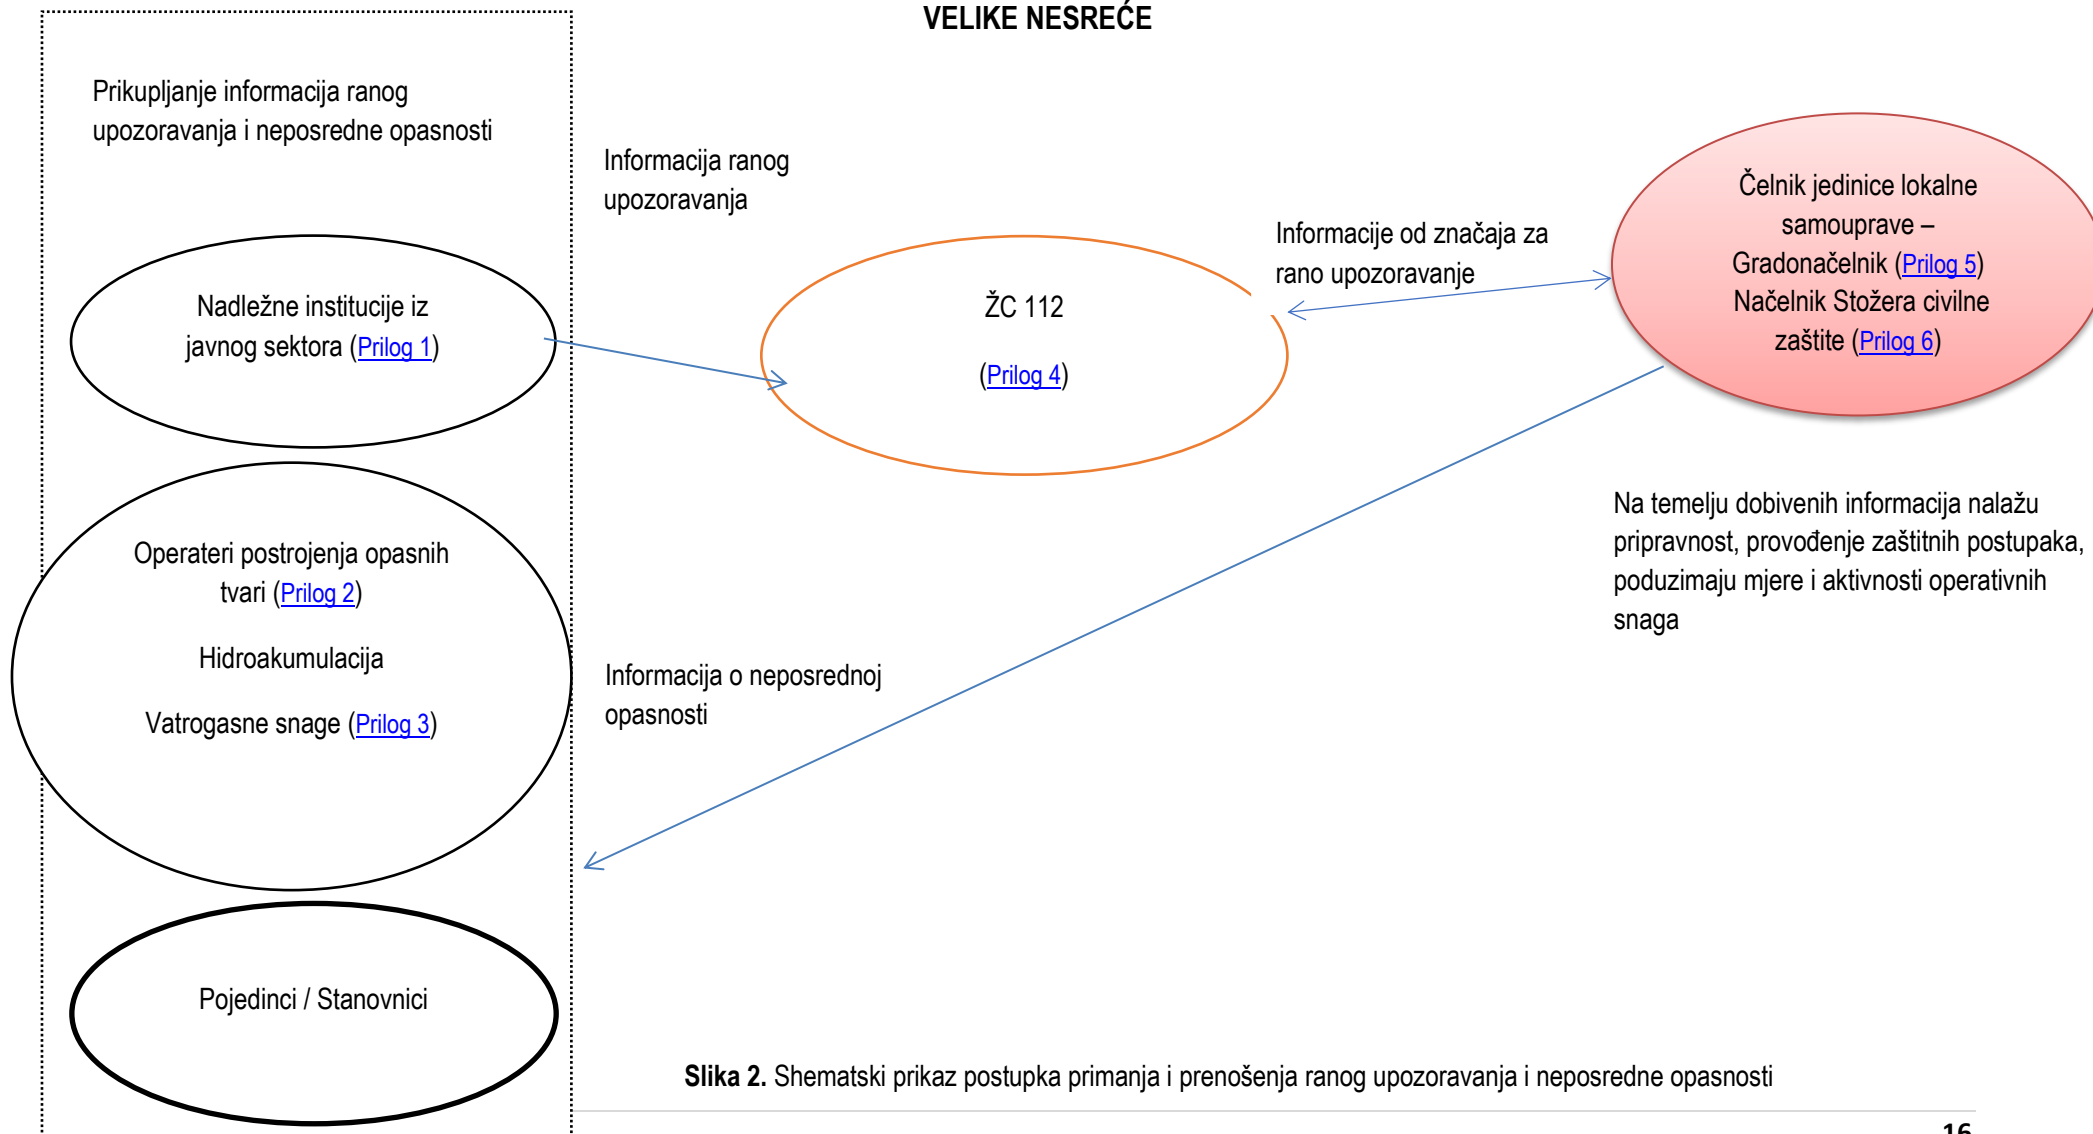 VELIKE NESREĆE
Prikupljanje informacija ranog
upozoravanja i neposredne opasnosti
Informacija ranog
upozoravanja
Nadležne institucije iz
javnog sektora (Prilog 1)
ŽC 112
(Prilog 4)
Informacije od značaja za
rano upozoravanje
Čelnik jedinice lokalne
samouprave –
Gradonačelnik (Prilog 5)
Načelnik Stožera civilne
zaštite (Prilog 6)
Operateri postrojenja opasnih
tvari (Prilog 2)
Hidroakumulacija
Vatrogasne snage (Prilog 3)
Informacija o neposrednoj
opasnosti
Na temelju dobivenih informacija nalažu
pripravnost, provođenje zaštitnih postupaka,
poduzimaju mjere i aktivnosti operativnih
snaga
Pojedinci / Stanovnici
Slika 2. Shematski prikaz postupka primanja i prenošenja ranog upozoravanja i neposredne opasnosti
16